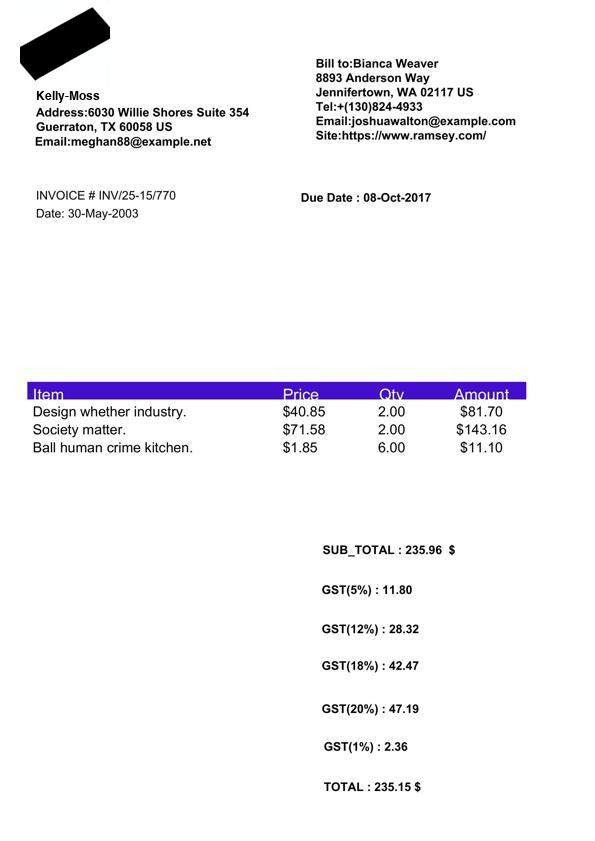 Kelly-Moss
Address:6030 Willie Shores Suite 354
Guerraton, TX 60058 US
Email:meghan88@example.net
Bill to:Bianca Weaver
8893 Anderson Way
Jennifertown, WA 02117 US
Tel:+(130)824-4933
Email:joshuawalton@example.com
Site:https://www.ramsey.com/
INVOICE # INV/25-15/770
Date: 30-May-2003
Due Date : 08-Oct-2017
Item Price Qty Amount
Design whether industry. $40.85 2.00 $81.70
Society matter. $71.58 2.00 $143.16
Ball human crime kitchen. $1.85 6.00 $11.10
SUB_TOTAL : 235.96 $
GST(5%) : 11.80
GST(12%) : 28.32
GST(18%) : 42.47
GST(20%) : 47.19
GST(1%) : 2.36
TOTAL : 235.15 $